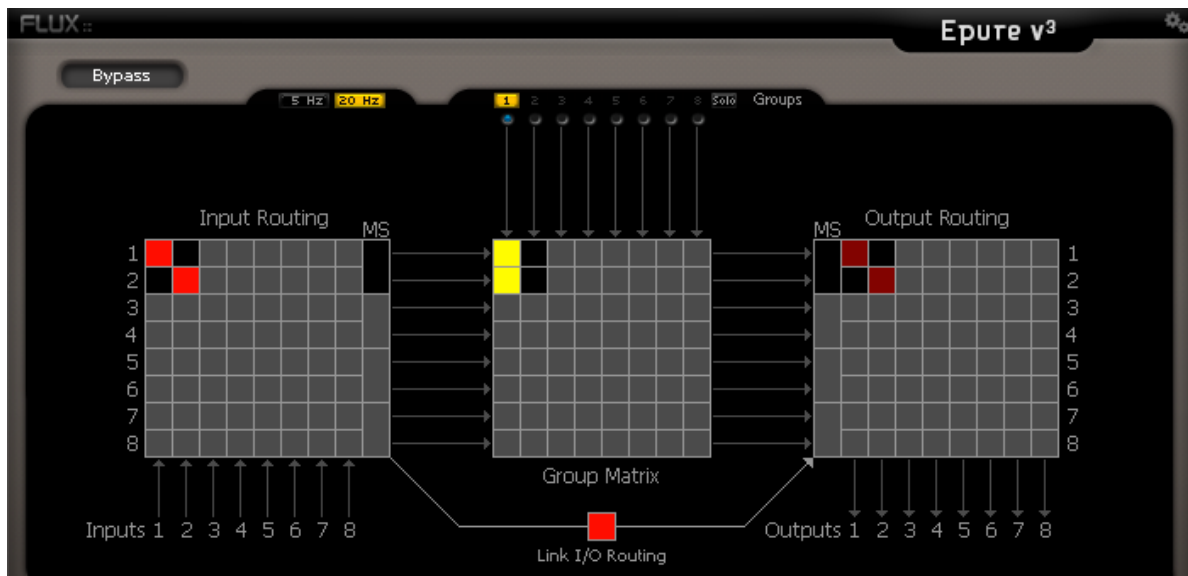 FLUX::
Epure v3
Bypass
5 Hz 20 Hz
1 2 3 4 5 6 7 8 Solo Groups
Input Routing
MS
MS
Output Routing
1
2
3
4
5
6
7
8
1
2
3
4
5
6
7
8
Group Matrix
Inputs 1 2 3 4 5 6 7 8
Outputs 1 2 3 4 5 6 7 8
Link I/O Routing